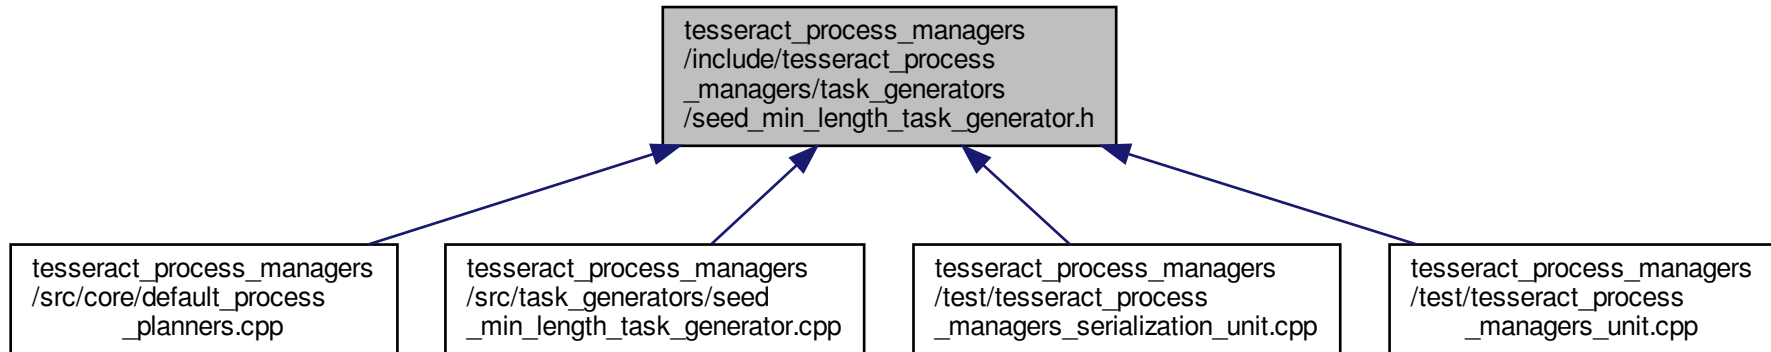 tesseract_process_managers
/include/tesseract_process
_managers/task_generators
/seed_min_length_task_generator.h
tesseract_process_managers
/src/core/default_process
_planners.cpp
tesseract_process_managers
/src/task_generators/seed
_min_length_task_generator.cpp
tesseract_process_managers
/test/tesseract_process
_managers_serialization_unit.cpp
tesseract_process_managers
/test/tesseract_process
_managers_unit.cpp